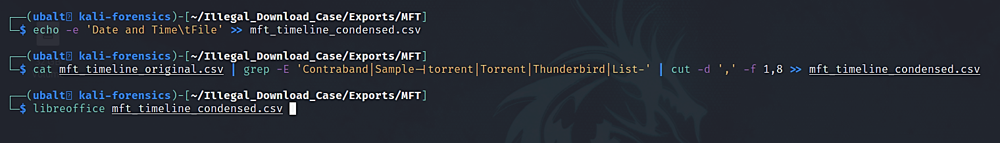 ┌──(ubalt㉿kali-forensics)-[~/Illegal_Download_Case/Exports/MFT]
└─$ echo -e 'Date and Time\tFile' >> mft_timeline_condensed.csv
┌──(ubalt㉿kali-forensics)-[~/Illegal_Download_Case/Exports/MFT]
└─$ cat mft_timeline_original.csv | grep -E 'Contraband|Sample-|torrent|Torrent|Thunderbird|List-' | cut -d ',' -f 1,8 >> mft_timeline_condensed.csv
┌──(ubalt㉿kali-forensics)-[~/Illegal_Download_Case/Exports/MFT]
└─$ libreoffice mft_timeline_condensed.csv